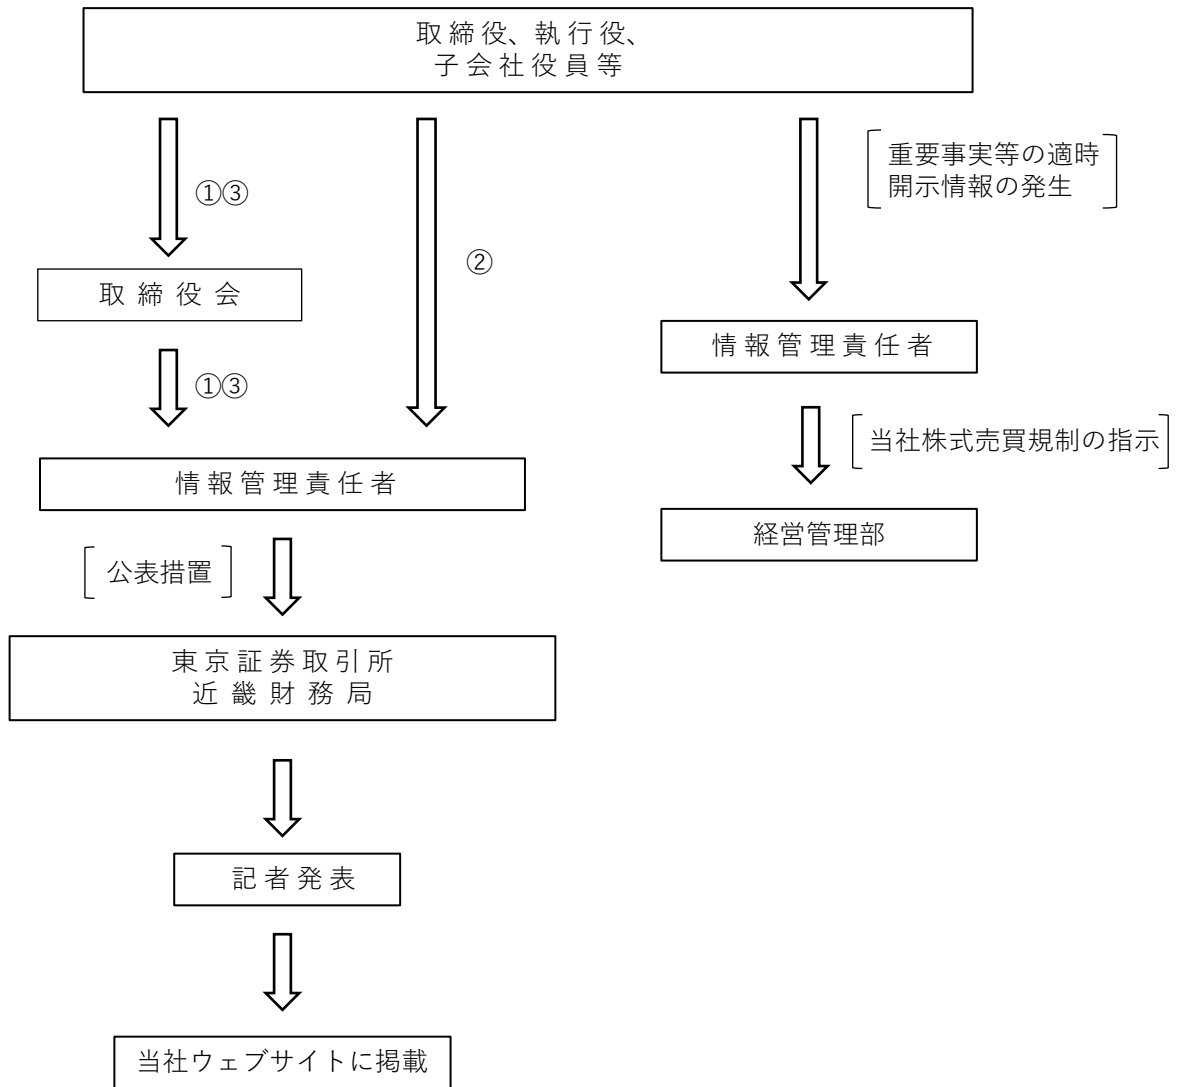 取締役、執行役、
子会社役員等
①③
取締役会
①③
②
情報管理責任者
公表措置
東京証券取引所
近畿財務局
記者発表
当社ウェブサイトに掲載
重要事実等の適時
開示情報の発生
情報管理責任者
当社株式売買規制の指示
経営管理部